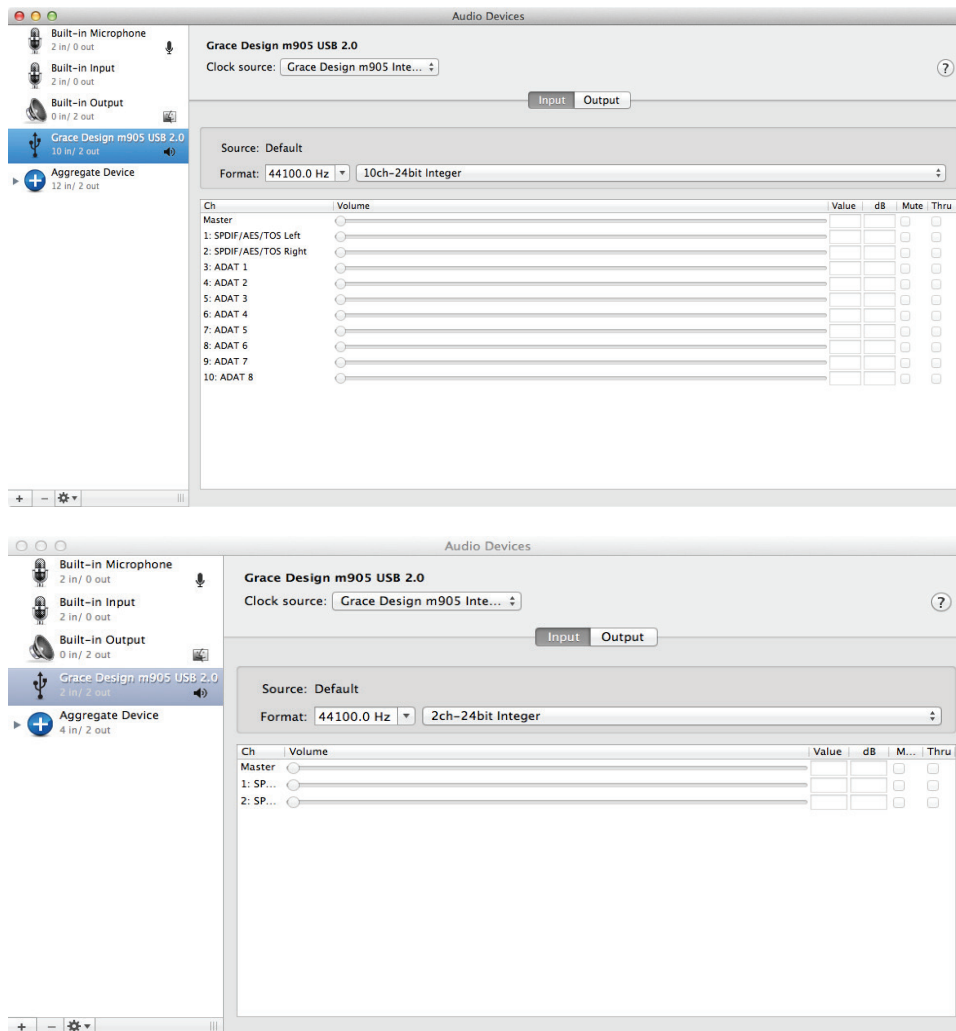 Audio Devices
Built-in Microphone
2 in/ 0 out
Built-in Input
2 in/ 0 out
Built-in Output
0 in/ 2 out
Grace Design m905 USB 2.0
10 in/ 2 out
Aggregate Device
12 in/ 2 out
+ −
Grace Design m905 USB 2.0
Clock source: Grace Design m905 Inte...
?
Input Output
Source: Default
Format: 44100.0 Hz 10ch-24bit Integer
Ch Volume Value dB Mute Thru
Master
1: SPDIF/AES/TOS Left
2: SPDIF/AES/TOS Right
3: ADAT 1
4: ADAT 2
5: ADAT 3
6: ADAT 4
7: ADAT 5
8: ADAT 6
9: ADAT 7
10: ADAT 8
Audio Devices
Built-in Microphone
2 in/ 0 out
Built-in Input
2 in/ 0 out
Built-in Output
0 in/ 2 out
Grace Design m905 USB 2.0
2 in/ 2 out
Aggregate Device
4 in/ 2 out
+ −
Grace Design m905 USB 2.0
Clock source: Grace Design m905 Inte...
?
Input Output
Source: Default
Format: 44100.0 Hz 2ch-24bit Integer
Ch Volume Value dB M... Thru
Master
1: SP...
2: SP...